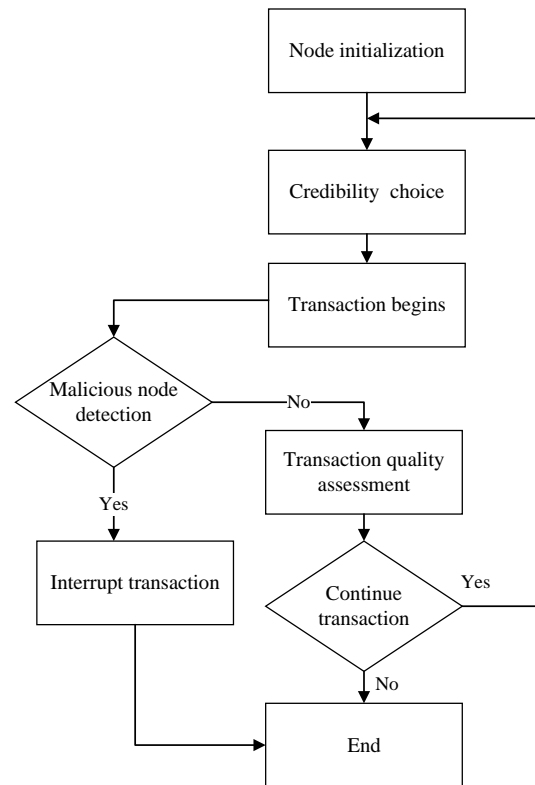 Node initialization
Credibility choice
Transaction begins
Malicious node
detection
No
Transaction quality
assessment
Yes
Interrupt transaction
Continue
transaction
Yes
No
End